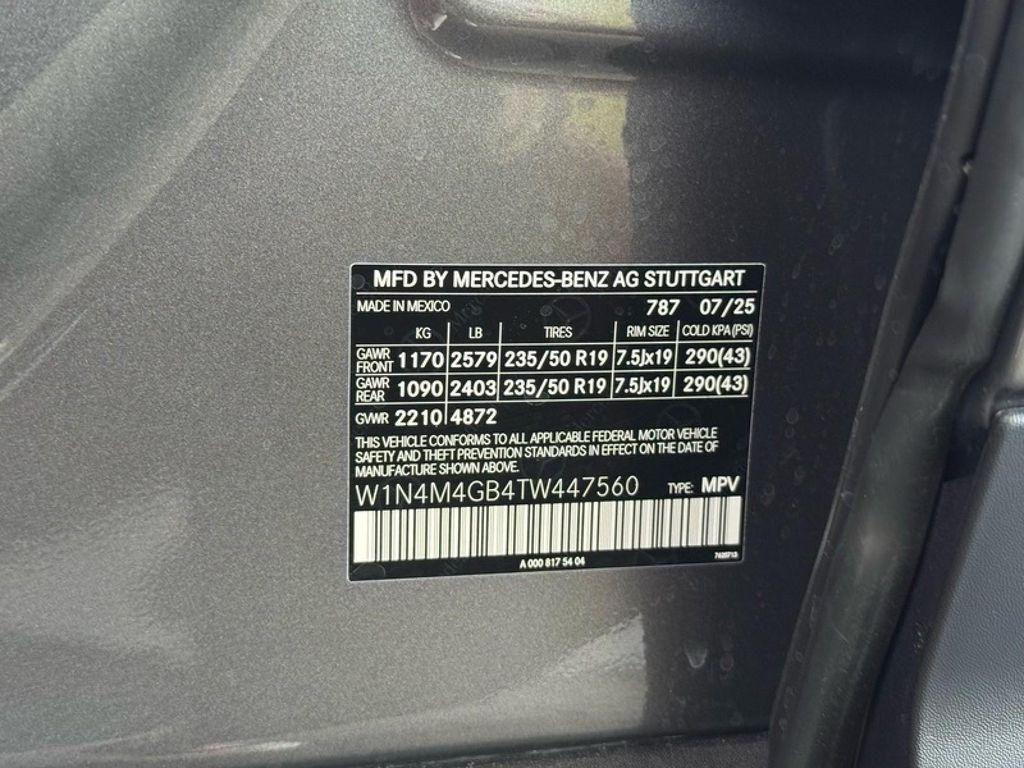 MFD BY MERCEDES-BENZ AG STUTTGART
MADE IN MEXICO 787 07/25
KG LB TIRES RIM SIZE COLD KPA (PSI)
GAWR FRONT 1170 2579 235/50 R19 7.5Jx19 290(43)
GAWR REAR 1090 2403 235/50 R19 7.5Jx19 290(43)
GVWR 2210 4872
THIS VEHICLE CONFORMS TO ALL APPLICABLE FEDERAL MOTOR VEHICLE
SAFETY AND THEFT PREVENTION STANDARDS IN EFFECT ON THE DATE OF
MANUFACTURE SHOWN ABOVE.
W1N4M4GB4TW447560 TYPE: MPV
A 000 817 54 04